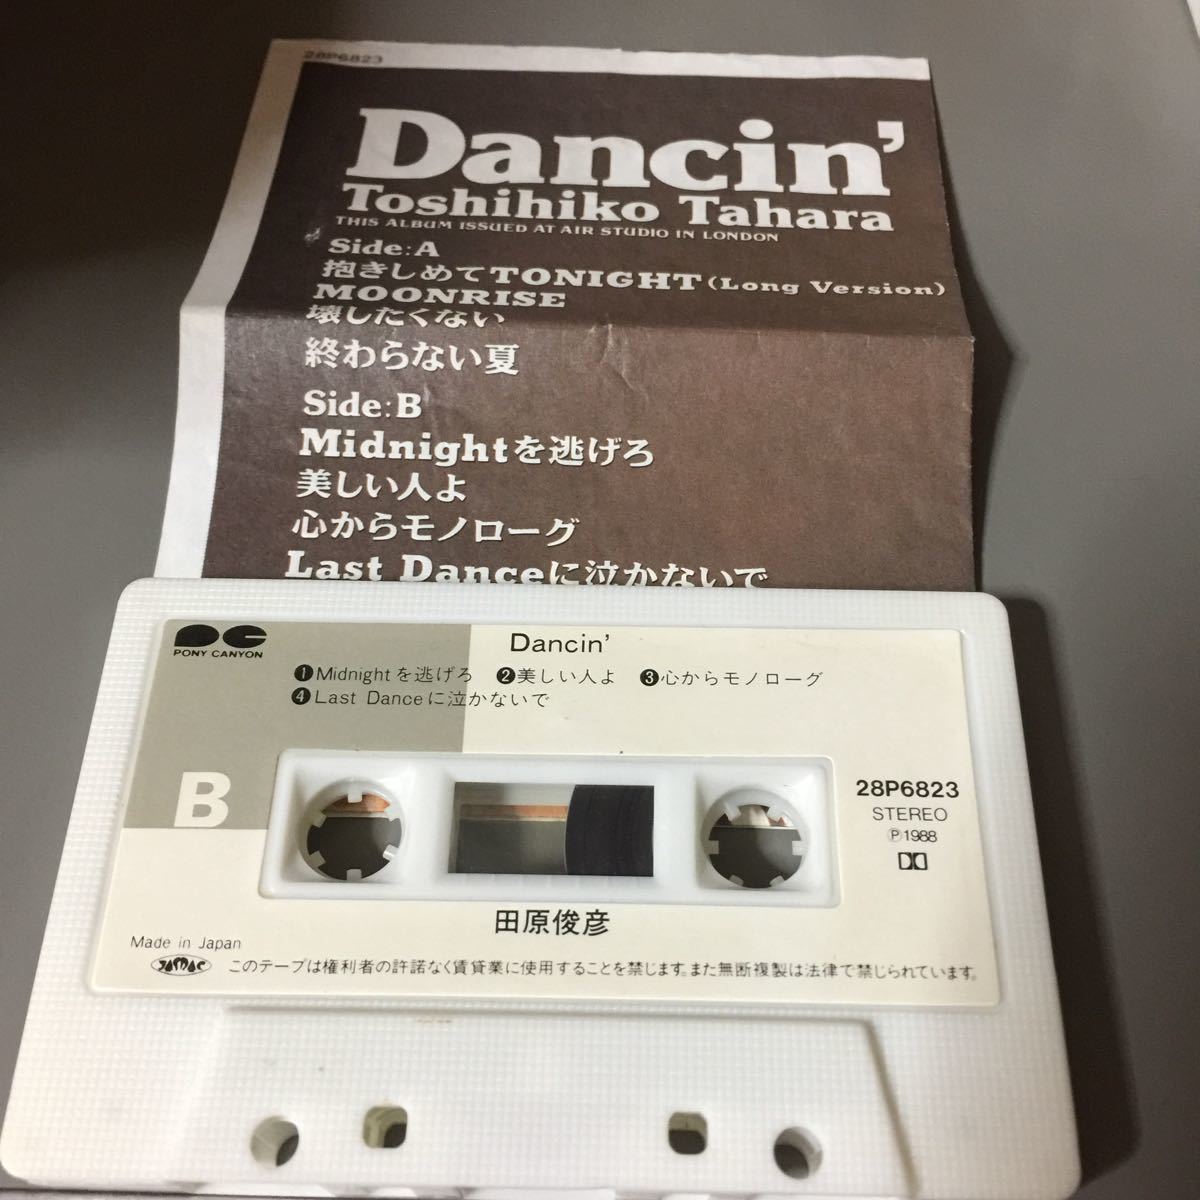 28P6823
Dancin’
Toshihiko Tahara
THIS ALBUM ISSUED AT AIR STUDIO IN LONDON
Side:A
抱きしめてTONIGHT (Long Version)
MOONRISE
壊したくない
終わらない夏
Side:B
Midnightを逃げろ
美しい人よ
心からモノローグ
Last Danceに泣かないで
PONY CANYON
Dancin’
❶Midnightを逃げろ ❷美しい人よ ❸心からモノローグ
❹Last Danceに泣かないで
B
28P6823
STEREO
Ⓟ1988
田原俊彦
Made in Japan
このテープは権利者の許諾なく賃貸業に使用することを禁じます。また無断複製は法律で禁じられています。